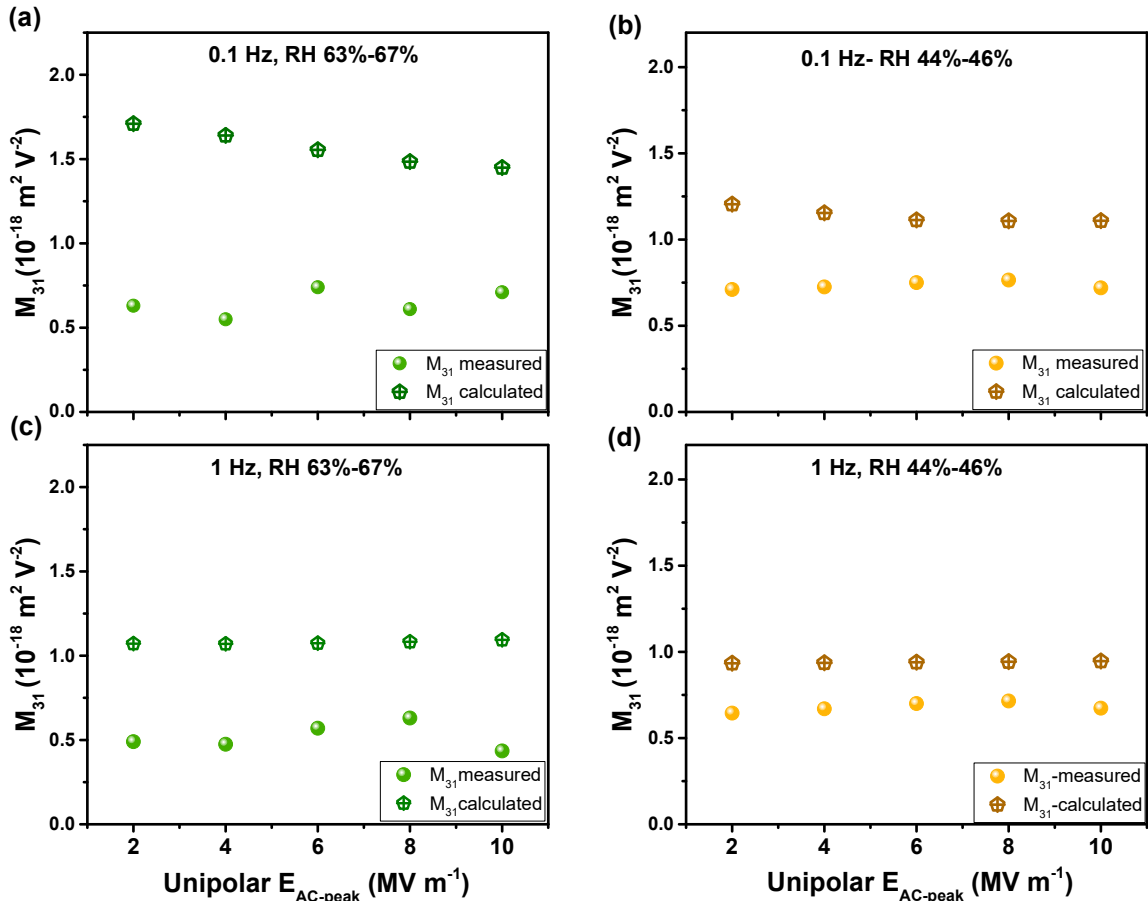 (a)
0.1 Hz, RH 63%-67%
2.0
1.5
1.0
0.5
0.0
M31(10-18 m2 V-2)
M31 measured
M31 calculated
(b)
0.1 Hz- RH 44%-46%
2.0
1.5
1.0
0.5
0.0
M31(10-18 m2 V-2)
M31 measured
M31 calculated
(c)
1 Hz, RH 63%-67%
2.0
1.5
1.0
0.5
0.0
M31 (10-18 m2 V-2)
M31measured
M31calculated
2 4 6 8 10
Unipolar EAC-peak (MV m-1)
(d)
1 Hz, RH 44%-46%
2.0
1.5
1.0
0.5
0.0
M31 (10-18 m2 V-2)
M31-measured
M31-calculated
2 4 6 8 10
Unipolar EAC-peak (MV m-1)